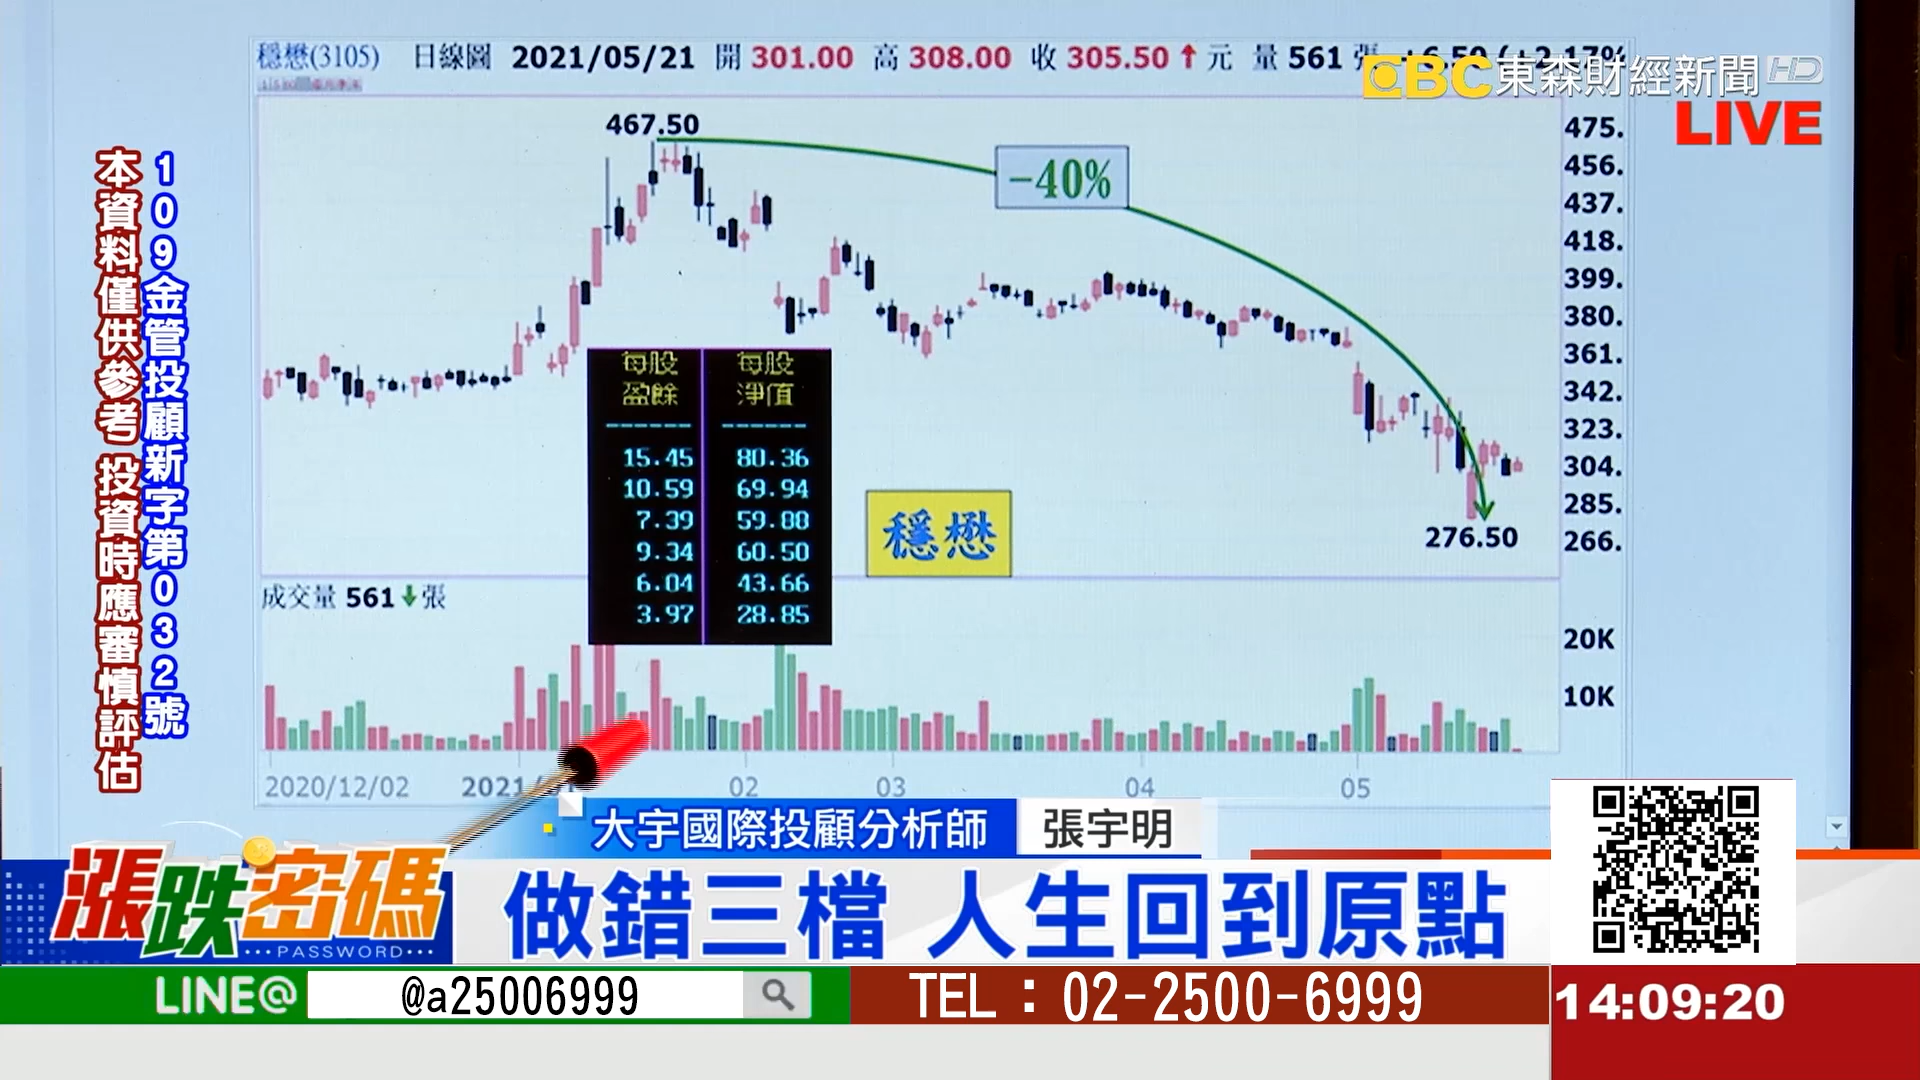 穩懋(3105) 日線圖 2021/05/21 開 301.00 高 308.00 收 305.50 ↑ 元 量 561 張 +6.50 (+2.17%
EBC 東森財經新聞 HD
LIVE
本資料僅供參考 投資時應審慎評估
109金管投顧新字第032號
467.50
-40%
475.
456.
437.
418.
399.
380.
361.
342.
323.
304.
285.
266.
每股 每股
盈餘 淨值
15.45 80.36
10.59 69.94
7.39 59.88
9.34 60.50
6.04 43.66
3.97 28.85
穩懋
276.50
成交量 561↓張
20K
10K
2020/12/02 2021/ 02 03 04 05
大宇國際投顧分析師 張宇明
漲跌密碼
PASSWORD
做錯三檔 人生回到原點
LINE@ @a25006999 TEL：02-2500-6999 14:09:20